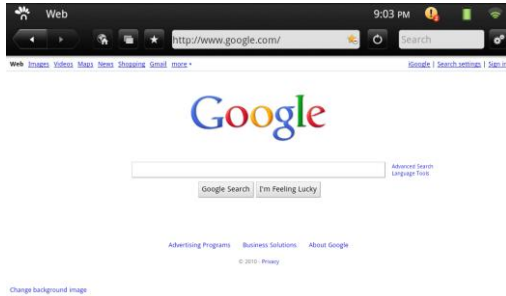 Web 9:03 PM
http://www.google.com/ Search
Web Images Videos Maps News Shopping Gmail more iGoogle | Search settings | Sign in
Google
Advanced Search
Language Tools
Google Search I'm Feeling Lucky
Advertising Programs Business Solutions About Google
© 2010 - Privacy
Change background image